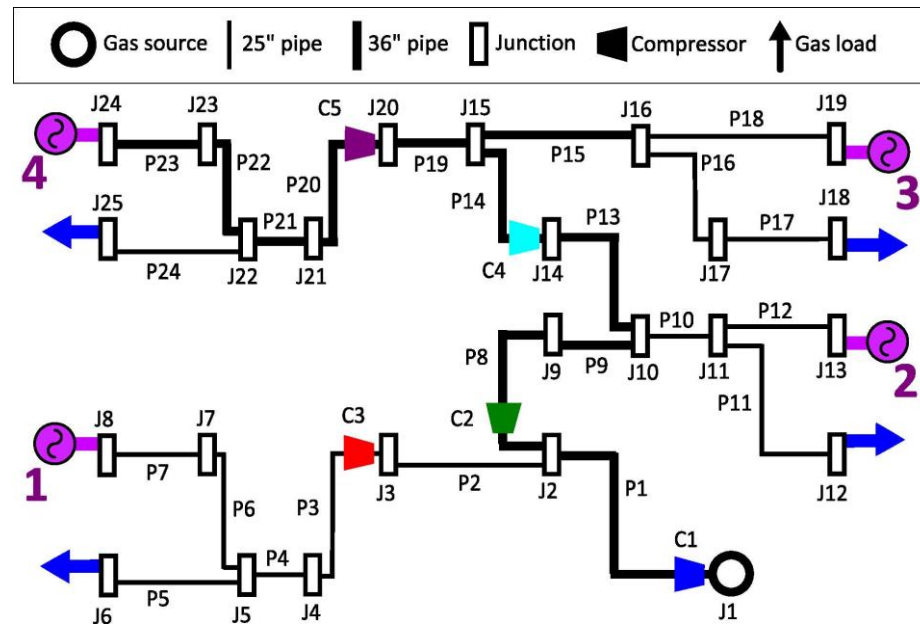 Gas source 25" pipe 36" pipe Junction Compressor Gas load
J24 J23 C5 J20 J15 J16 P18 J19
P23 P22 P19 P15 P16
4 3
J25 P20 P14 P13 P17 J18
P21
P24 J22 J21 C4 J14 J17
P12
P8 J9 P9 J10 P10 J11 J13
2
P11
J8 J7 C3 C2
1 P7 J3 P2 J2 J12
P6 P3 P1
P4 C1
J6 P5 J5 J4 J1